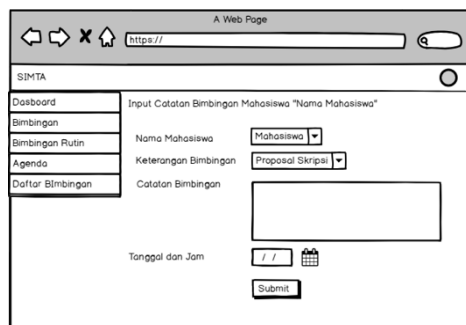 A Web Page
https://
SIMTA
Dasboard
Bimbingan
Bimbingan Rutin
Agenda
Daftar BImbingan
Input Catatan Bimbingan Mahasiswa "Nama Mahasiswa"
Nama Mahasiswa
Mahasiswa
Keterangan Bimbingan
Proposal Skripsi
Catatan Bimbingan
Tanggal dan Jam
/ /
Submit